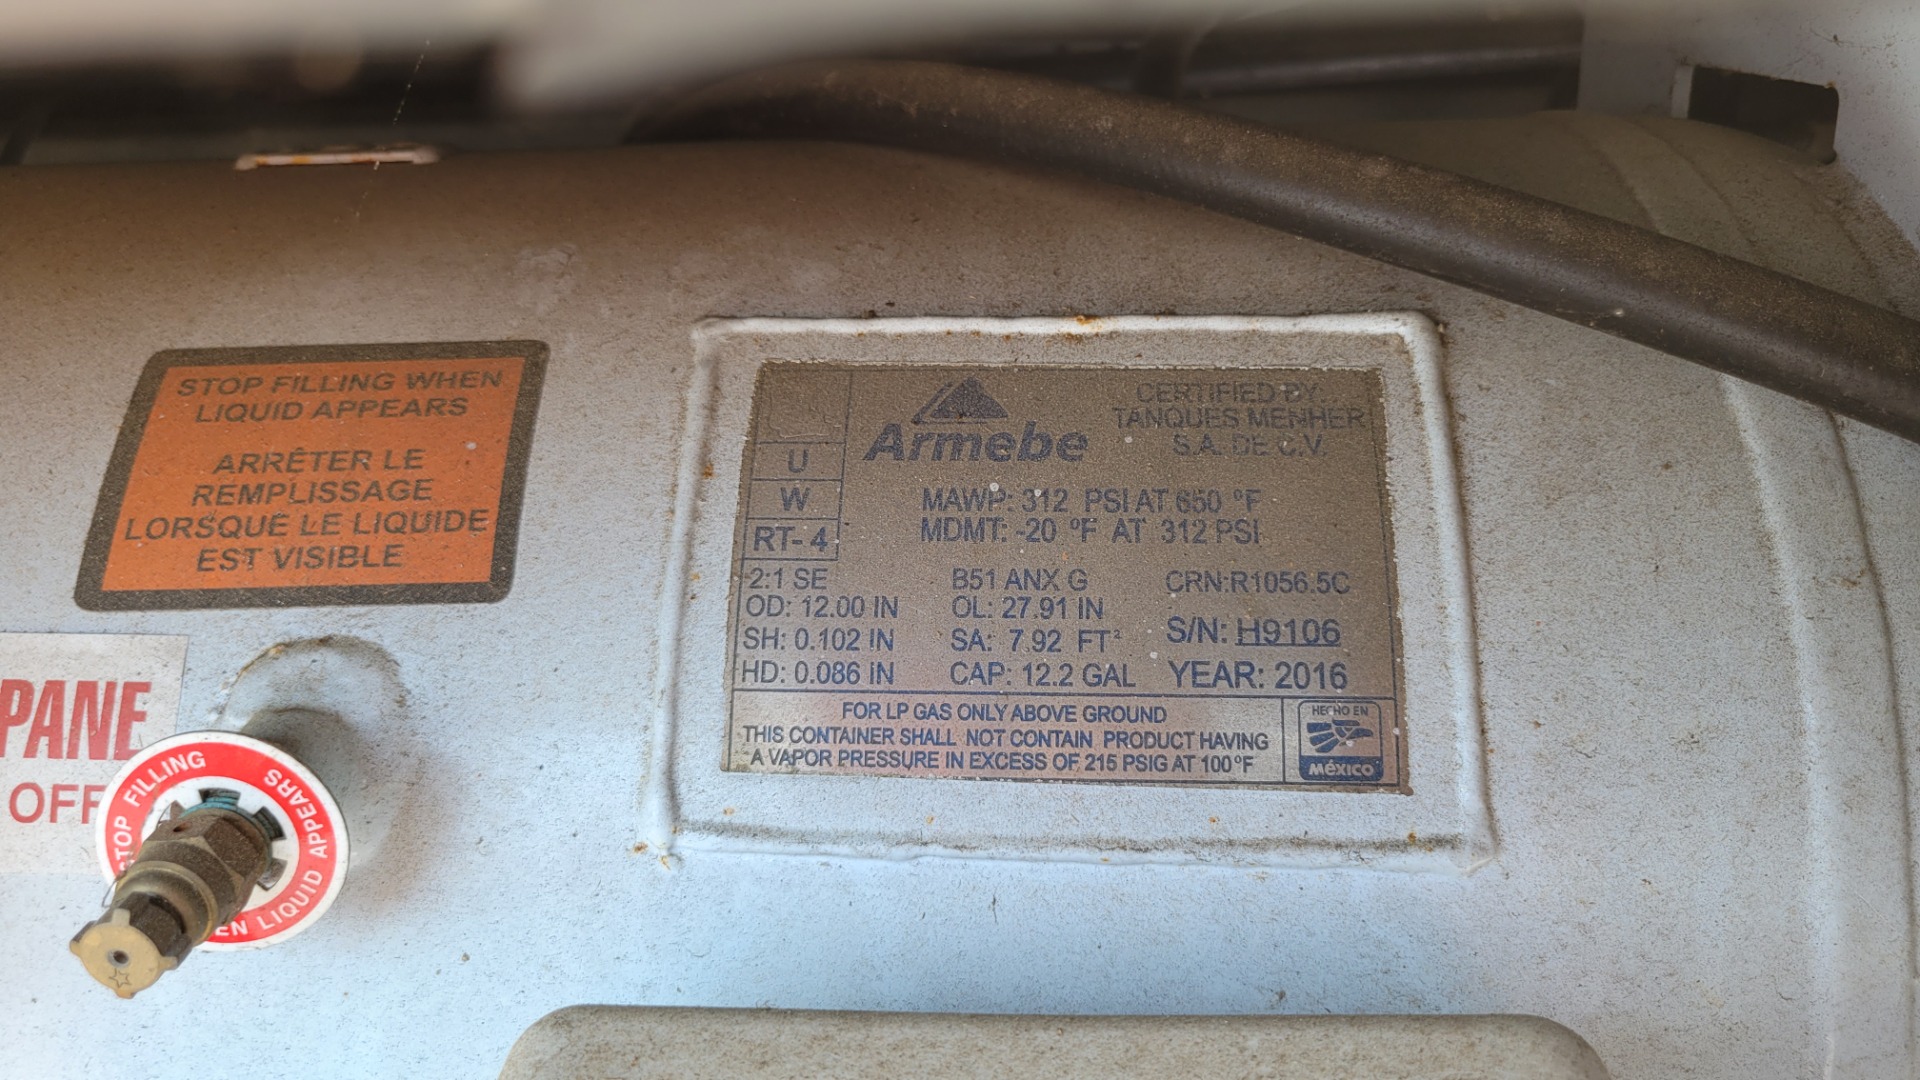 STOP FILLING WHEN
LIQUID APPEARS
ARRÊTER LE
REMPLISSAGE
LORSQUE LE LIQUIDE
EST VISIBLE
PANE
OFF
STOP FILLING
EN LIQUID APPEARS
U
W
RT-4
Armebe
CERTIFIED BY:
TANQUES MENHER
S.A. DE C.V.
MAWP: 312 PSI AT 650 °F
MDMT: -20 °F AT 312 PSI
2:1 SE B51 ANX G CRN:R1056.5C
OD: 12.00 IN OL: 27.91 IN
SH: 0.102 IN SA: 7.92 FT² S/N: H9106
HD: 0.086 IN CAP: 12.2 GAL YEAR: 2016
FOR LP GAS ONLY ABOVE GROUND
THIS CONTAINER SHALL NOT CONTAIN PRODUCT HAVING
A VAPOR PRESSURE IN EXCESS OF 215 PSIG AT 100°F
HECHO EN
MéXICO